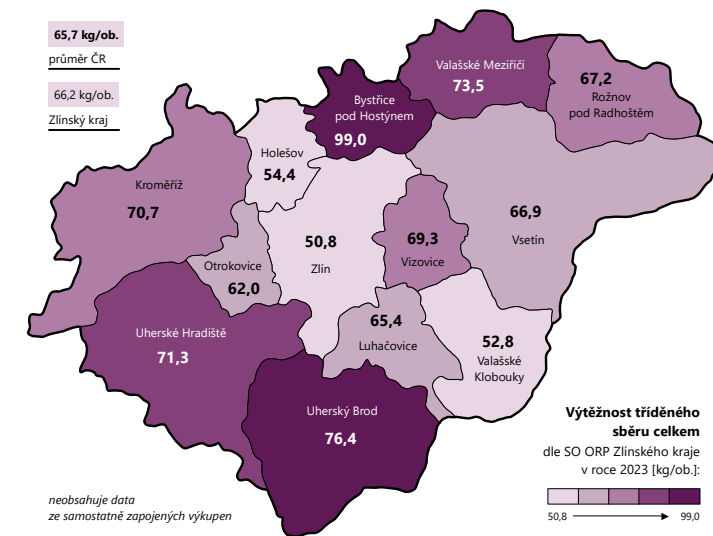 65,7 kg/ob.
průměr ČR
66,2 kg/ob.
Zlínský kraj
Valašské Meziříčí
73,5
67,2
Rožnov
pod Radhoštěm
Bystřice
pod Hostýnem
99,0
Holešov
54,4
Kroměříž
70,7
66,9
Vsetín
50,8
Zlín
69,3
Vizovice
Otrokovice
62,0
65,4
Luhačovice
Uherské Hradiště
71,3
52,8
Valašské
Klobouky
Uherský Brod
76,4
Výtěžnost tříděného
sběru celkem
dle SO ORP Zlínského kraje
v roce 2023 [kg/ob.]:
50,8 99,0
neobsahuje data
ze samostatně zapojených výkupen